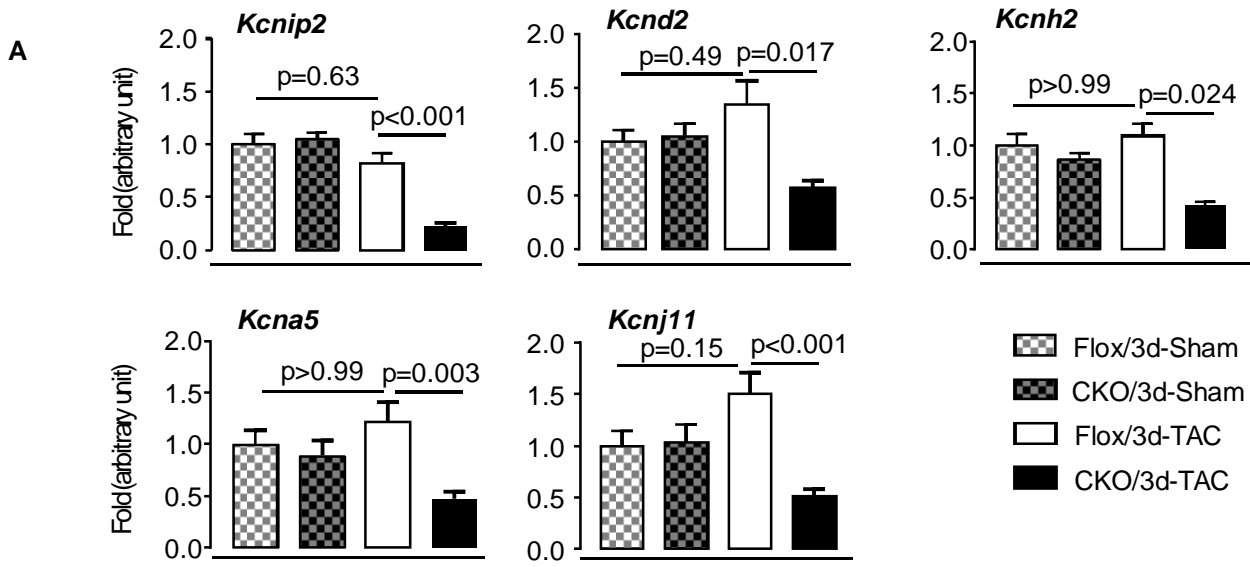 A
Kcnip2
Fold(arbitrary unit)
2.0
1.5
1.0
0.5
0.0
p=0.63
p<0.001
Kcnd2
2.0
1.5
1.0
0.5
0.0
p=0.49
p=0.017
Kcnh2
2.0
1.5
1.0
0.5
0.0
p>0.99
p=0.024
Kcna5
Fold(arbitrary unit)
2.0
1.5
1.0
0.5
0.0
p>0.99
p=0.003
Kcnj11
2.0
1.5
1.0
0.5
0.0
p=0.15
p<0.001
Flox/3d-Sham
CKO/3d-Sham
Flox/3d-TAC
CKO/3d-TAC